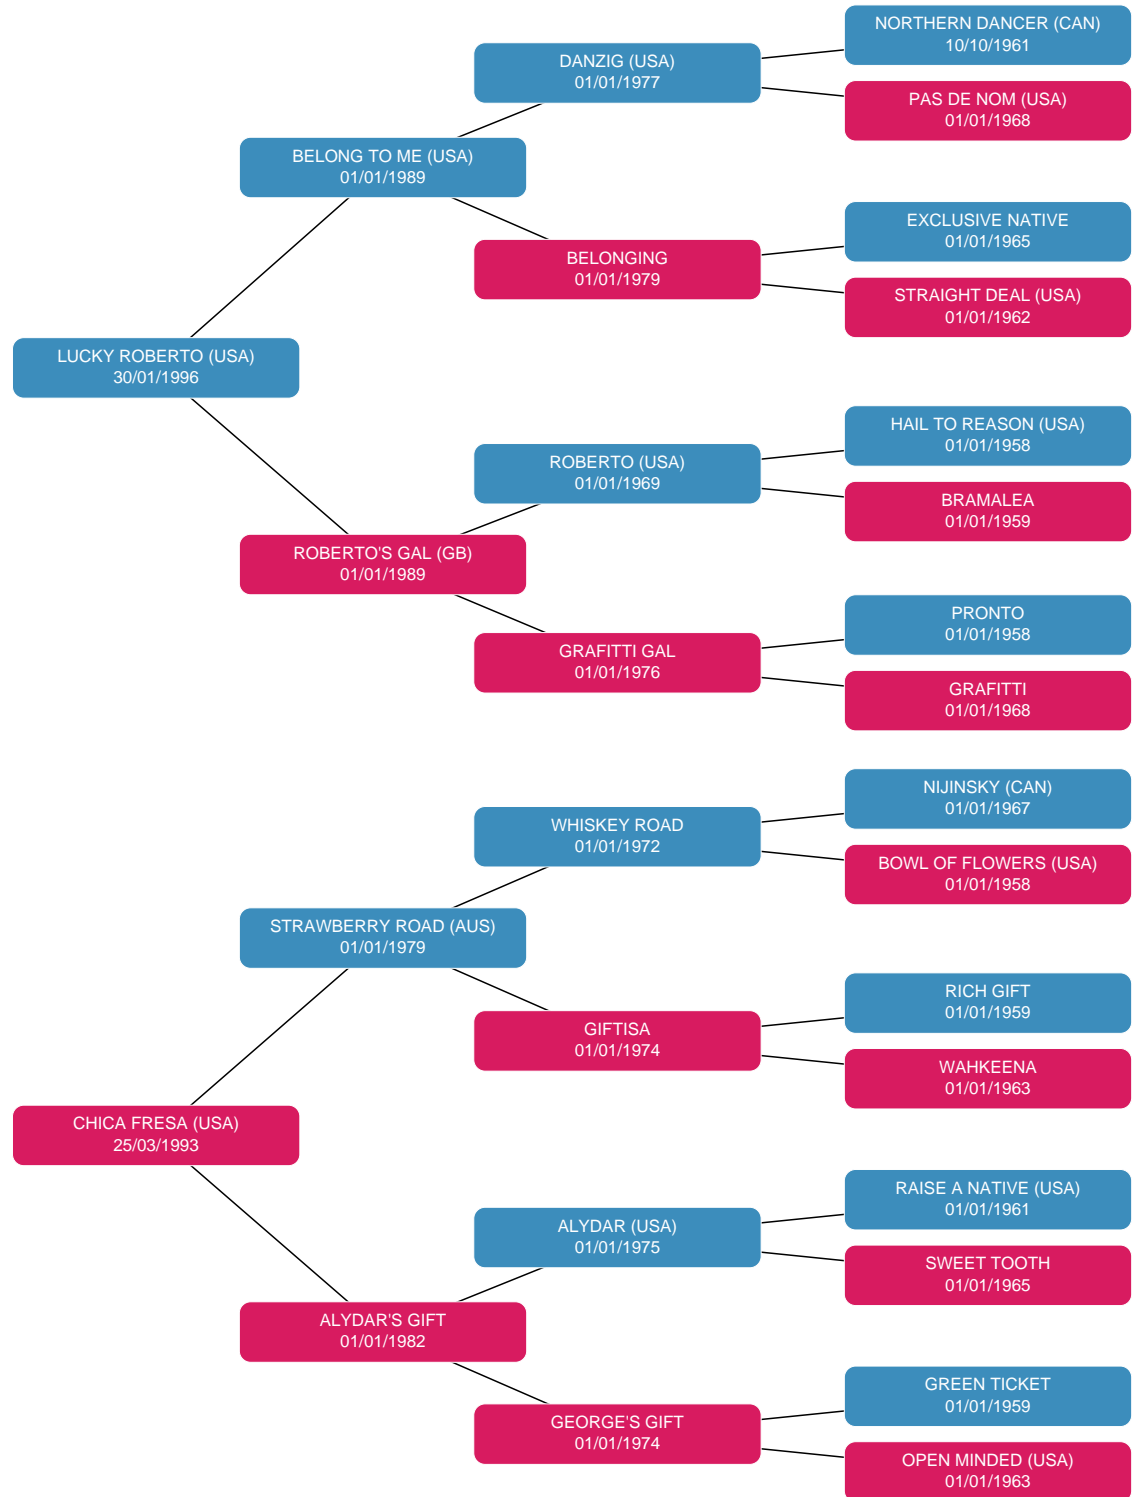 NORTHERN DANCER (CAN)
10/10/1961
DANZIG (USA)
01/01/1977
PAS DE NOM (USA)
01/01/1968
BELONG TO ME (USA)
01/01/1989
EXCLUSIVE NATIVE
01/01/1965
BELONGING
01/01/1979
STRAIGHT DEAL (USA)
01/01/1962
LUCKY ROBERTO (USA)
30/01/1996
HAIL TO REASON (USA)
01/01/1958
ROBERTO (USA)
01/01/1969
BRAMALEA
01/01/1959
ROBERTO'S GAL (GB)
01/01/1989
PRONTO
01/01/1958
GRAFITTI GAL
01/01/1976
GRAFITTI
01/01/1968
NIJINSKY (CAN)
01/01/1967
WHISKEY ROAD
01/01/1972
BOWL OF FLOWERS (USA)
01/01/1958
STRAWBERRY ROAD (AUS)
01/01/1979
RICH GIFT
01/01/1959
GIFTISA
01/01/1974
WAHKEENA
01/01/1963
CHICA FRESA (USA)
25/03/1993
RAISE A NATIVE (USA)
01/01/1961
ALYDAR (USA)
01/01/1975
SWEET TOOTH
01/01/1965
ALYDAR'S GIFT
01/01/1982
GREEN TICKET
01/01/1959
GEORGE'S GIFT
01/01/1974
OPEN MINDED (USA)
01/01/1963